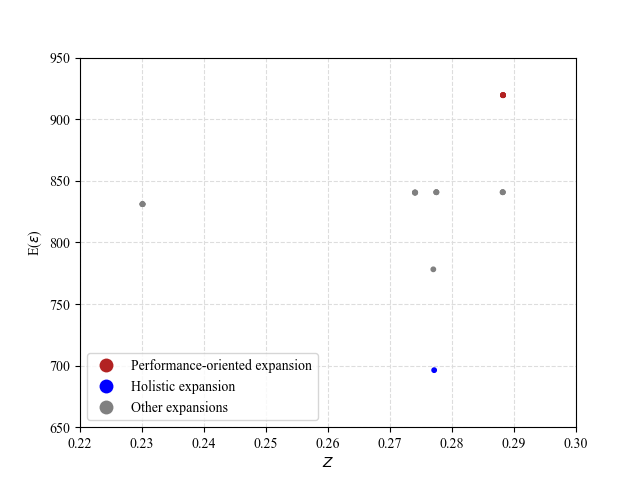 950
900
850
800
750
700
650
E(ε)
Performance-oriented expansion
Holistic expansion
Other expansions
0.22 0.23 0.24 0.25 0.26 0.27 0.28 0.29 0.30
Z